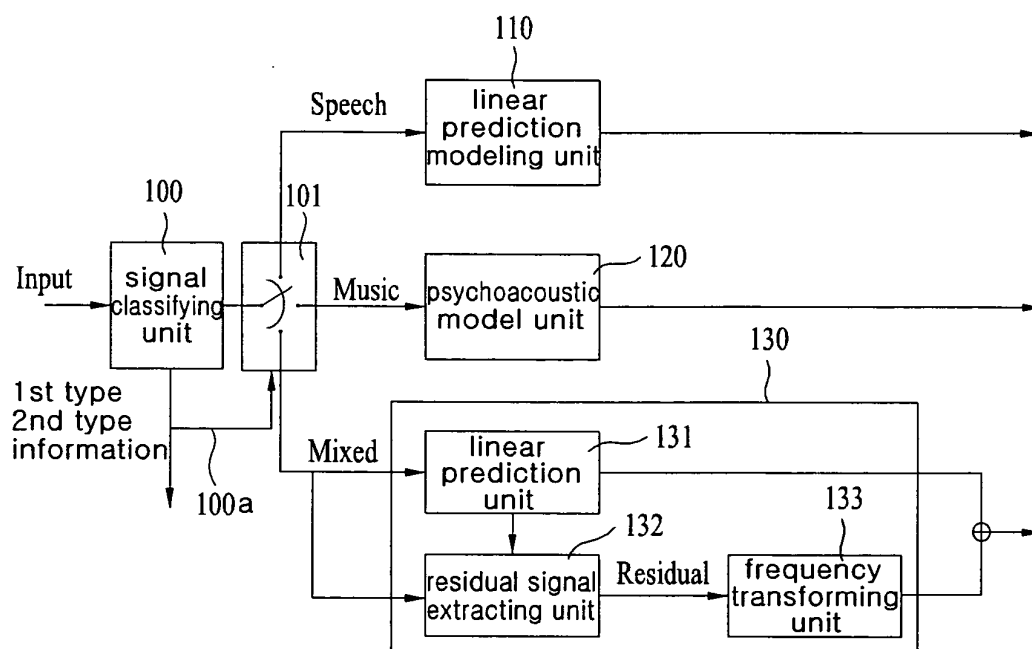 110
Speech
linear
prediction
modeling unit
100
101
120
Input
signal
classifying
unit
Music
psychoacoustic
model unit
130
1st type
2nd type
information
100a
Mixed
linear
prediction
unit
131
132
133
residual signal
extracting unit
Residual
frequency
transforming
unit